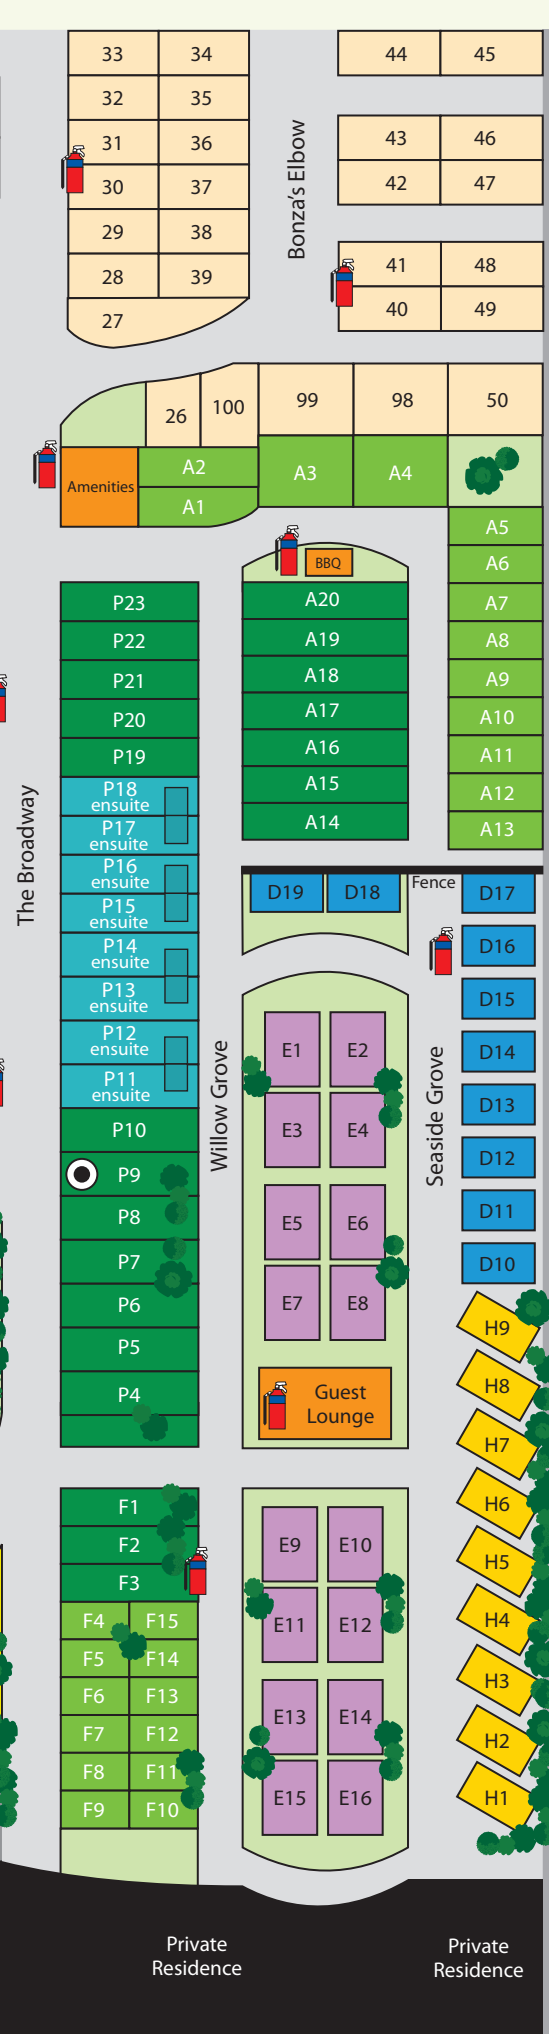 33 34
32 35
31 36
30 37
29 38
28 39
27
44 45
43 46
42 47
41 48
40 49
Bonza's Elbow
26 100 99 98 50
Amenities
A2
A1
A3 A4
BBQ
A20
A19
A18
A17
A16
A15
A14
A5
A6
A7
A8
A9
A10
A11
A12
A13
The Broadway
P23
P22
P21
P20
P19
P18
ensuite
P17
ensuite
P16
ensuite
P15
ensuite
P14
ensuite
P13
ensuite
P12
ensuite
P11
ensuite
P10
P9
P8
P7
P6
P5
P4
Willow Grove
D19 D18
Fence
D17
D16
D15
D14
D13
D12
D11
D10
Seaside Grove
E1 E2
E3 E4
E5 E6
E7 E8
Guest
Lounge
H9
H8
H7
H6
H5
H4
H3
H2
H1
F1
F2
F3
F4 F15
F5 F14
F6 F13
F7 F12
F8 F11
F9 F10
E9 E10
E11 E12
E13 E14
E15 E16
Private
Residence
Private
Residence